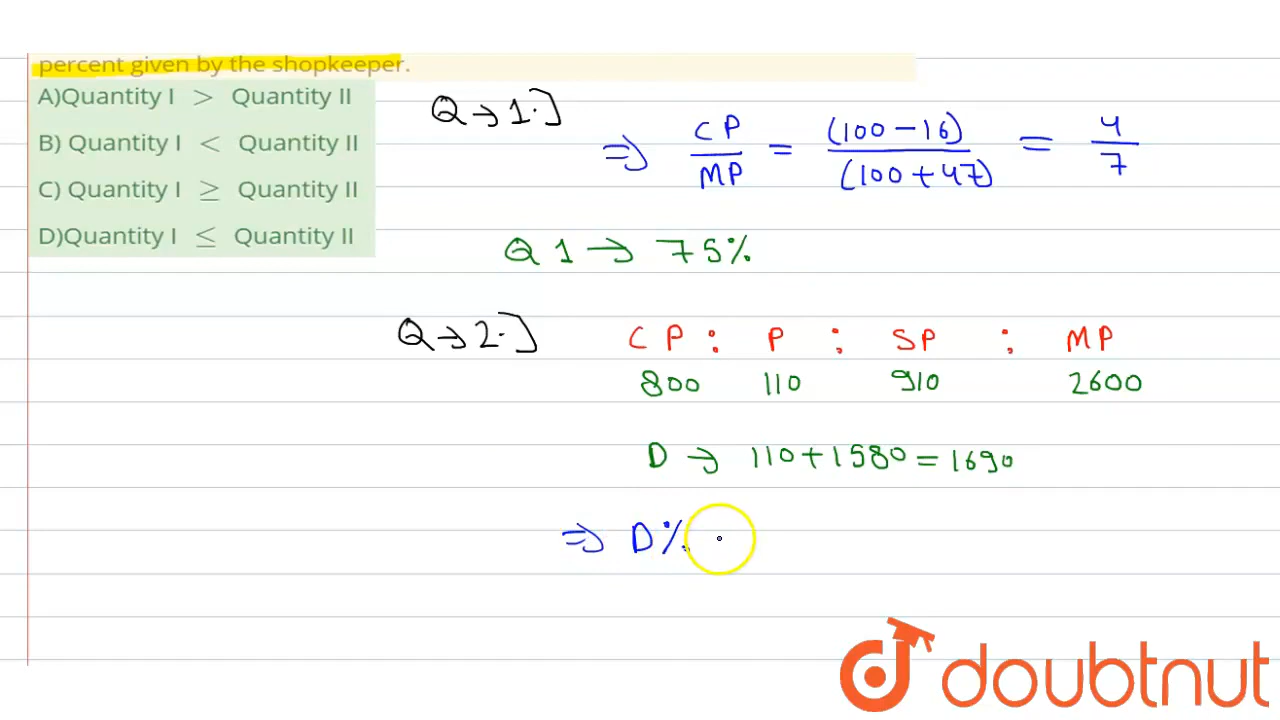 percent given by the shopkeeper.
A)Quantity I > Quantity II
B) Quantity I < Quantity II
C) Quantity I ≥ Quantity II
D)Quantity I ≤ Quantity II
Q → 1.]
⇒ CP/MP = (100 - 16)/(100 + 47) = 4/7
Q 1 → 75%
Q → 2.]
CP : P : SP : MP
800 110 910 2600
D → 110 + 1580 = 1690
⇒ D%
doubtnut